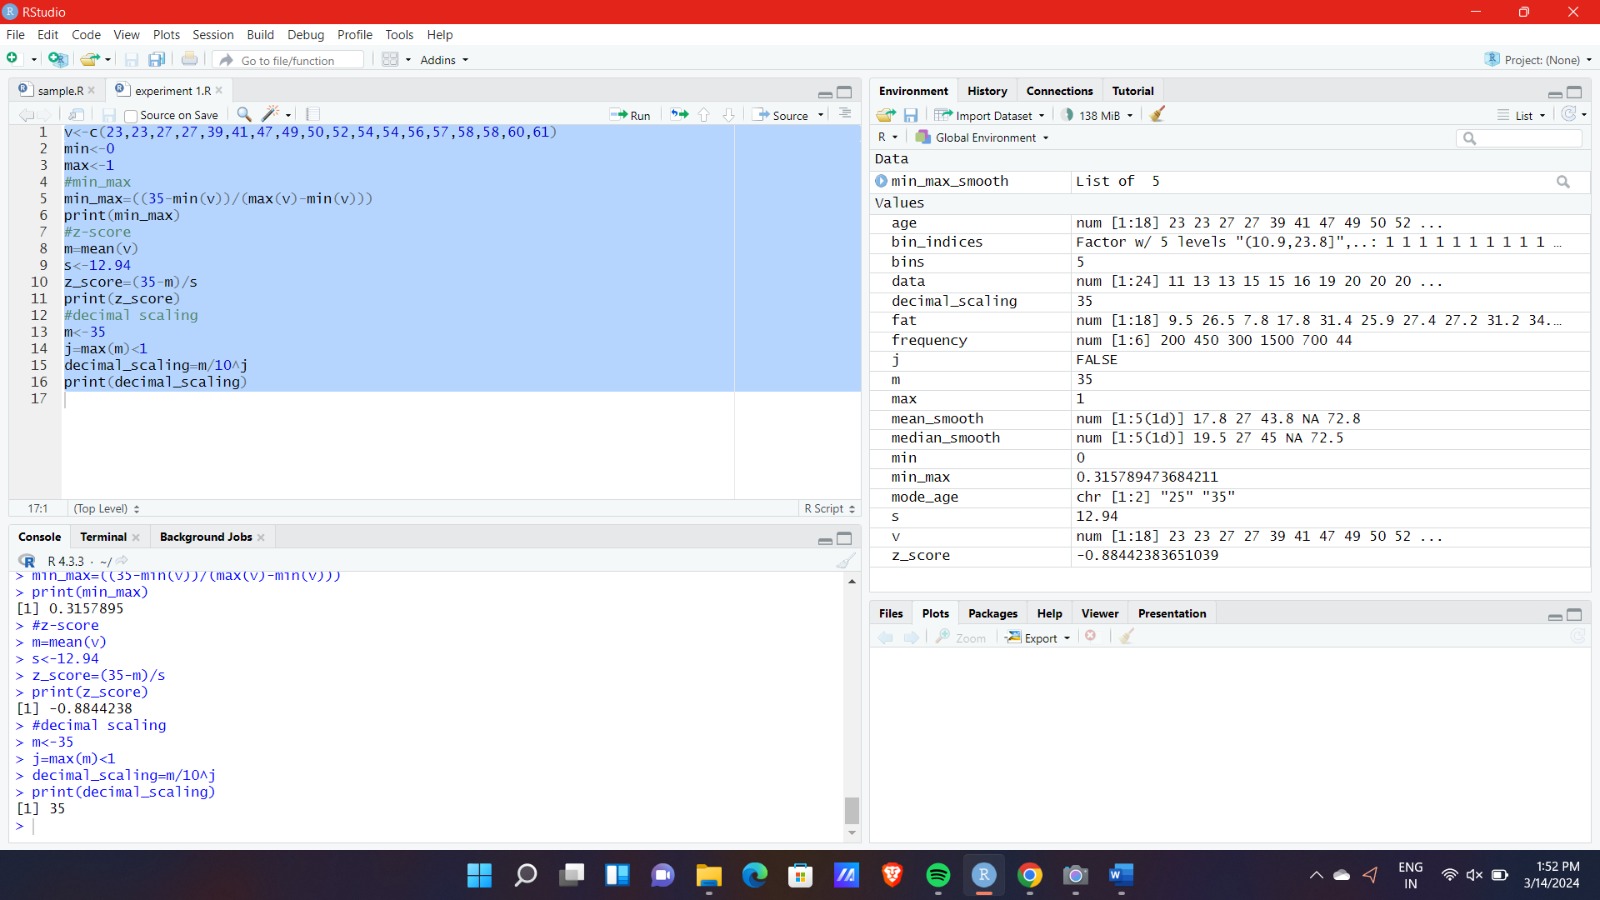 RStudio
File Edit Code View Plots Session Build Debug Profile Tools Help
Go to file/function Addins Project: (None)
sample.R experiment 1.R
Source on Save Run Source
1 v<-c(23,23,27,27,39,41,47,49,50,52,54,54,56,57,58,58,60,61)
2 min<-0
3 max<-1
4 #min_max
5 min_max=((35-min(v))/(max(v)-min(v)))
6 print(min_max)
7 #z-score
8 m=mean(v)
9 s<-12.94
10 z_score=(35-m)/s
11 print(z_score)
12 #decimal scaling
13 m<-35
14 j=max(m)<1
15 decimal_scaling=m/10^j
16 print(decimal_scaling)
17
17:1 (Top Level) R Script
Console Terminal Background Jobs
R 4.3.3 · ~/
> min_max=((35-min(v))/(max(v)-min(v)))
> print(min_max)
[1] 0.3157895
> #z-score
> m=mean(v)
> s<-12.94
> z_score=(35-m)/s
> print(z_score)
[1] -0.8844238
> #decimal scaling
> m<-35
> j=max(m)<1
> decimal_scaling=m/10^j
> print(decimal_scaling)
[1] 35
>
Environment History Connections Tutorial
Import Dataset 138 MiB List
R Global Environment
Data
min_max_smooth List of 5
Values
age num [1:18] 23 23 27 27 39 41 47 49 50 52 ...
bin_indices Factor w/ 5 levels "(10.9,23.8]",..: 1 1 1 1 1 1 1 1 1 1 ...
bins 5
data num [1:24] 11 13 13 15 15 16 19 20 20 20 ...
decimal_scaling 35
fat num [1:18] 9.5 26.5 7.8 17.8 31.4 25.9 27.4 27.2 31.2 34....
frequency num [1:6] 200 450 300 1500 700 44
j FALSE
m 35
max 1
mean_smooth num [1:5(1d)] 17.8 27 43.8 NA 72.8
median_smooth num [1:5(1d)] 19.5 27 45 NA 72.5
min 0
min_max 0.315789473684211
mode_age chr [1:2] "25" "35"
s 12.94
v num [1:18] 23 23 27 27 39 41 47 49 50 52 ...
z_score -0.88442383651039
Files Plots Packages Help Viewer Presentation
Zoom Export
ENG
IN
1:52 PM
3/14/2024